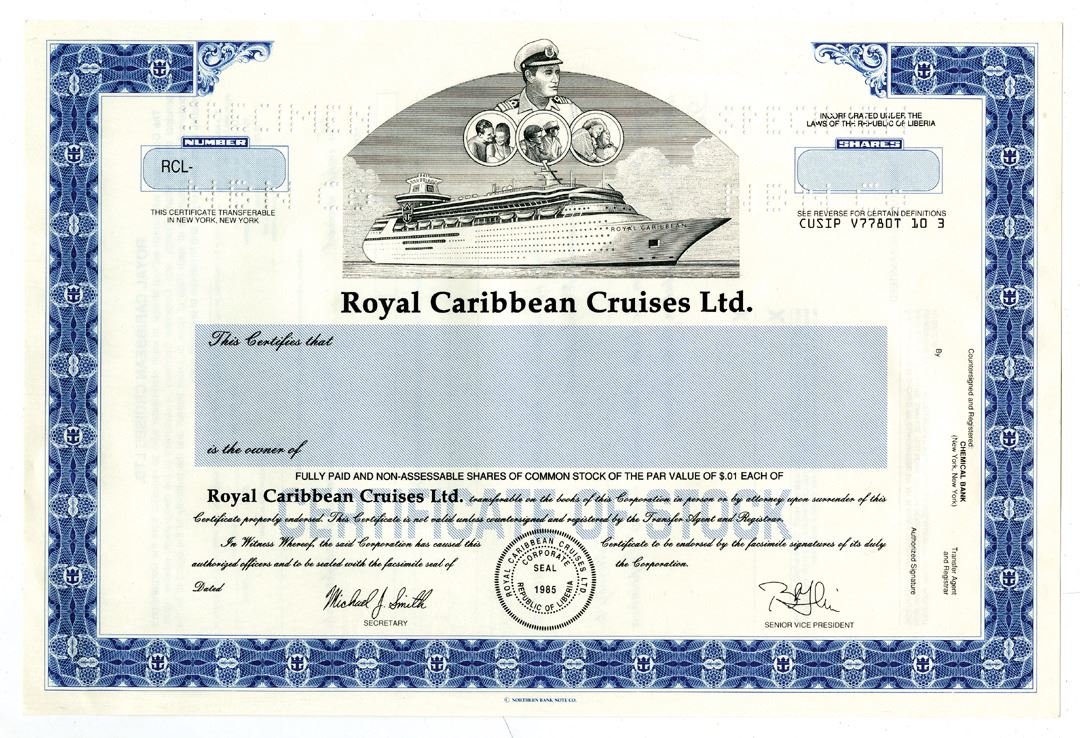 SPECIMEN
SPECIMEN
INCORPORATED UNDER THE
LAWS OF THE REPUBLIC OF LIBERIA
NUMBER
RCL-
SHARES
THIS CERTIFICATE TRANSFERABLE
IN NEW YORK, NEW YORK
SEE REVERSE FOR CERTAIN DEFINITIONS
CUSIP V7780T 10 3
ROYAL CARIBBEAN
Royal Caribbean Cruises Ltd.
This Certifies that
is the owner of
FULLY PAID AND NON-ASSESSABLE SHARES OF COMMON STOCK OF THE PAR VALUE OF $.01 EACH OF
CERTIFICATE OF STOCK
Royal Caribbean Cruises Ltd. transferable on the books of this Corporation in person or by attorney upon surrender of this
Certificate properly endorsed. This Certificate is not valid unless countersigned and registered by the Transfer Agent and Registrar.
In Witness Whereof, the said Corporation has caused this Certificate to be endorsed by the facsimile signatures of its duly
authorized officers and to be sealed with the facsimile seal of the Corporation.
Dated
Michael J. Smith
SECRETARY
ROYAL CARIBBEAN CRUISES LTD.
CORPORATE
SEAL
1985
REPUBLIC OF LIBERIA
SENIOR VICE PRESIDENT
Countersigned and Registered:
CHEMICAL BANK
(New York, New York)
Transfer Agent
and Registrar
By
Authorized Signature
© NORTHERN BANK NOTE CO.